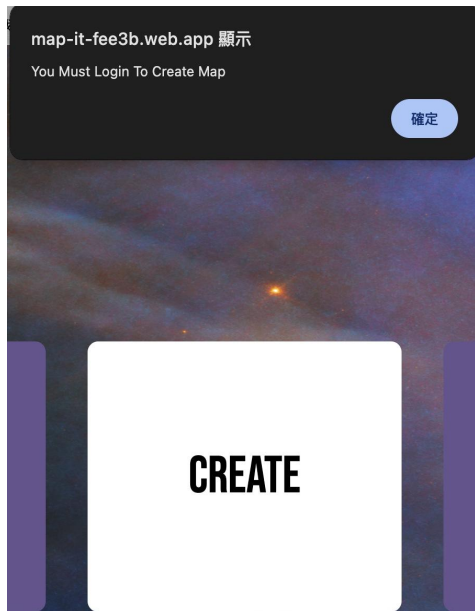 map-it-fee3b.web.app 顯示
You Must Login To Create Map
確定
CREATE